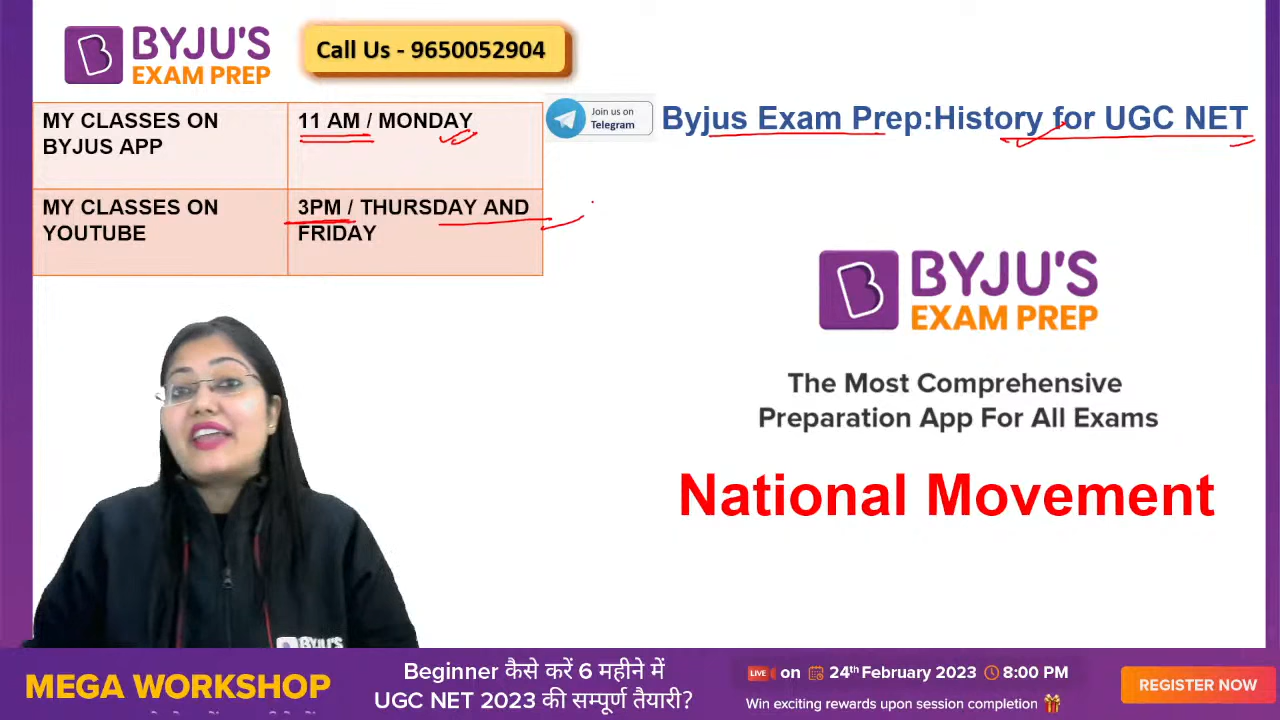 BYJU'S
EXAM PREP
Call Us - 9650052904
MY CLASSES ON
BYJUS APP
11 AM / MONDAY
MY CLASSES ON
YOUTUBE
3PM / THURSDAY AND
FRIDAY
Join us on
Telegram
Byjus Exam Prep:History for UGC NET
BYJU'S
EXAM PREP
The Most Comprehensive
Preparation App For All Exams
National Movement
BYJU'S
MEGA WORKSHOP
Beginner कैसे करें 6 महीने में
UGC NET 2023 की सम्पूर्ण तैयारी?
LIVE on 24th February 2023 8:00 PM
Win exciting rewards upon session completion
REGISTER NOW